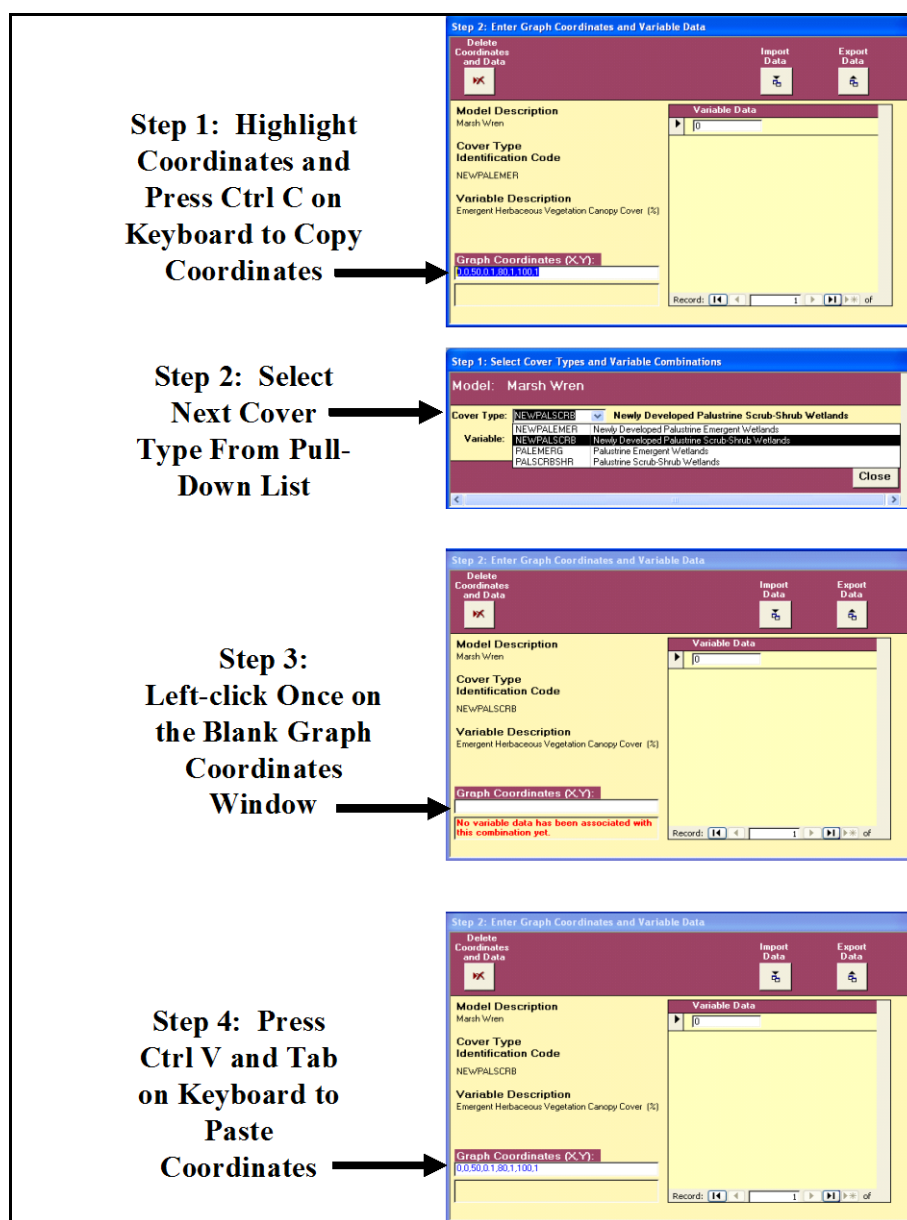 Step 1: Highlight
Coordinates and
Press Ctrl C on
Keyboard to Copy
Coordinates
Step 2: Enter Graph Coordinates and Variable Data
Delete
Coordinates
and Data
Import
Data
Export
Data
Model Description
Marsh Wren
Cover Type
Identification Code
NEWPALEMER
Variable Description
Emergent Herbaceous Vegetation Canopy Cover (%)
Graph Coordinates (X,Y):
0,0,50,0.1,80,1,100,1
Variable Data
0
Record: 1 of
Step 2: Select
Next Cover
Type From Pull-
Down List
Step 1: Select Cover Types and Variable Combinations
Model: Marsh Wren
Cover Type: NEWPALSCRB Newly Developed Palustrine Scrub-Shrub Wetlands
Variable:
NEWPALEMER Newly Developed Palustrine Emergent Wetlands
NEWPALSCRB Newly Developed Palustrine Scrub-Shrub Wetlands
PALEMERG Palustrine Emergent Wetlands
PALSCRBSHR Palustrine Scrub-Shrub Wetlands
Close
Step 3:
Left-click Once on
the Blank Graph
Coordinates
Window
Step 2: Enter Graph Coordinates and Variable Data
Delete
Coordinates
and Data
Import
Data
Export
Data
Model Description
Marsh Wren
Cover Type
Identification Code
NEWPALSCRB
Variable Description
Emergent Herbaceous Vegetation Canopy Cover (%)
Graph Coordinates (X,Y):
No variable data has been associated with
this combination yet.
Variable Data
0
Record: 1 of
Step 4: Press
Ctrl V and Tab
on Keyboard to
Paste
Coordinates
Step 2: Enter Graph Coordinates and Variable Data
Delete
Coordinates
and Data
Import
Data
Export
Data
Model Description
Marsh Wren
Cover Type
Identification Code
NEWPALSCRB
Variable Description
Emergent Herbaceous Vegetation Canopy Cover (%)
Graph Coordinates (X,Y):
0,0,50,0.1,80,1,100,1
Variable Data
0
Record: 1 of